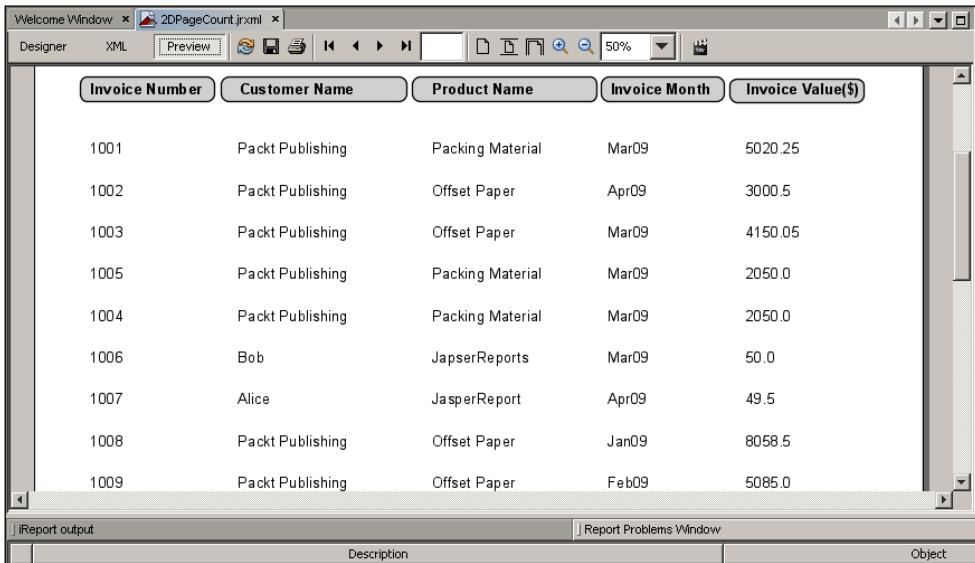 Welcome Window 2DPageCount.jrxml
Designer XML Preview 50%
Invoice Number Customer Name Product Name Invoice Month Invoice Value($)
1001 Packt Publishing Packing Material Mar09 5020.25
1002 Packt Publishing Offset Paper Apr09 3000.5
1003 Packt Publishing Offset Paper Mar09 4150.05
1005 Packt Publishing Packing Material Mar09 2050.0
1004 Packt Publishing Packing Material Mar09 2050.0
1006 Bob JapserReports Mar09 50.0
1007 Alice JasperReport Apr09 49.5
1008 Packt Publishing Offset Paper Jan09 8058.5
1009 Packt Publishing Offset Paper Feb09 5085.0
iReport output Report Problems Window
Description Object